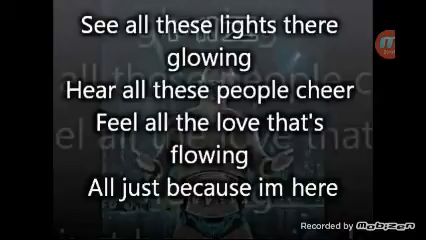 See all these lights there
glowing
Hear all these people cheer
Feel all the love that's
flowing
All just because im here
Recorded by Mobizen